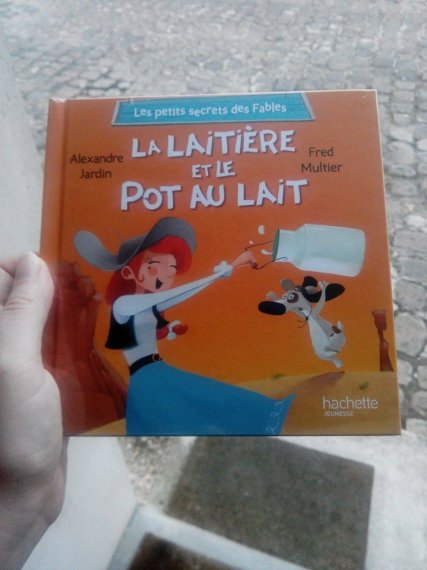 Les petits secrets des Fables
Alexandre
Jardin
LA LAITIÈRE
ET LE
POT AU LAIT
Fred
Multier
hachette
JEUNESSE